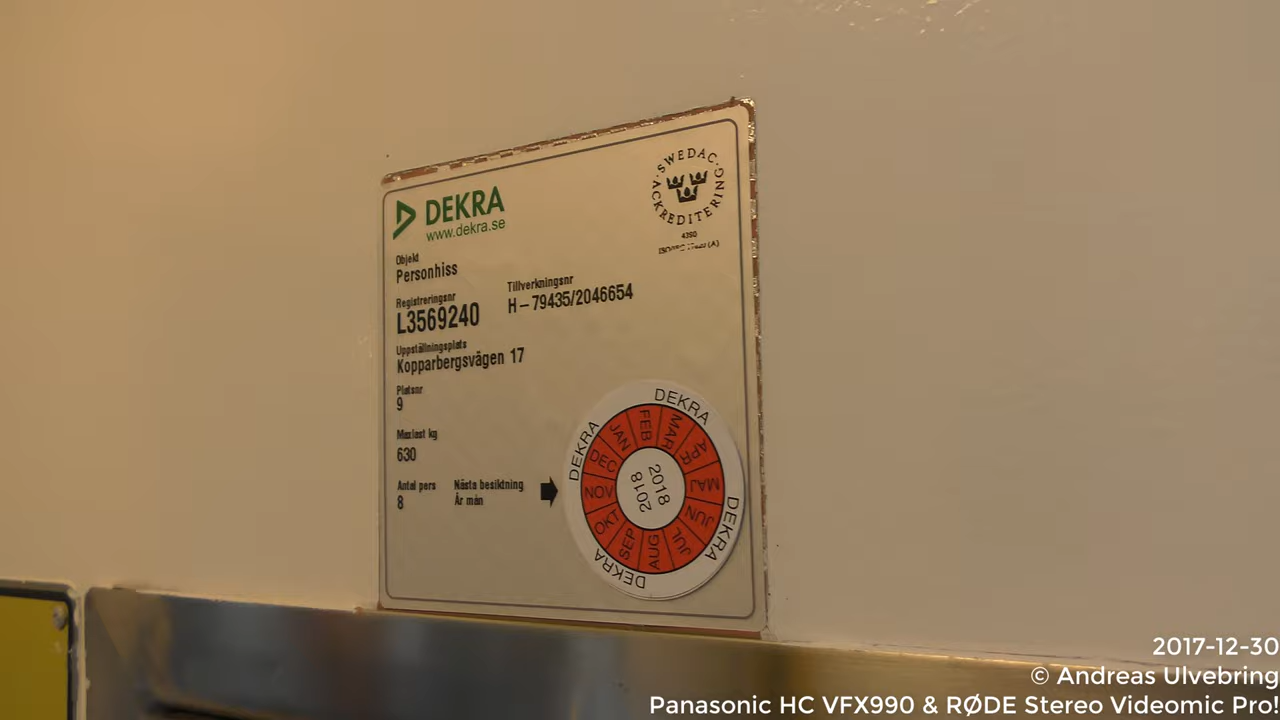 DEKRA
www.dekra.se
SWEDAC
ACKREDITERING
4390
(A)
Objekt
Personhiss
Registreringsnr
L3569240
Tillverkningsnr
H – 79435/2046654
Uppställningsplats
Kopparbergsvägen 17
Platsnr
9
Maxlast kg
630
Antal pers
8
Nästa besiktning
År mån
DEKRA
DEKRA
DEKRA
DEKRA
JAN
FEB
MAR
APR
MAJ
JUN
JUL
AUG
SEP
OKT
NOV
DEC
2018
2018
2017-12-30
© Andreas Ulvebring
Panasonic HC VFX990 & RØDE Stereo Videomic Pro!